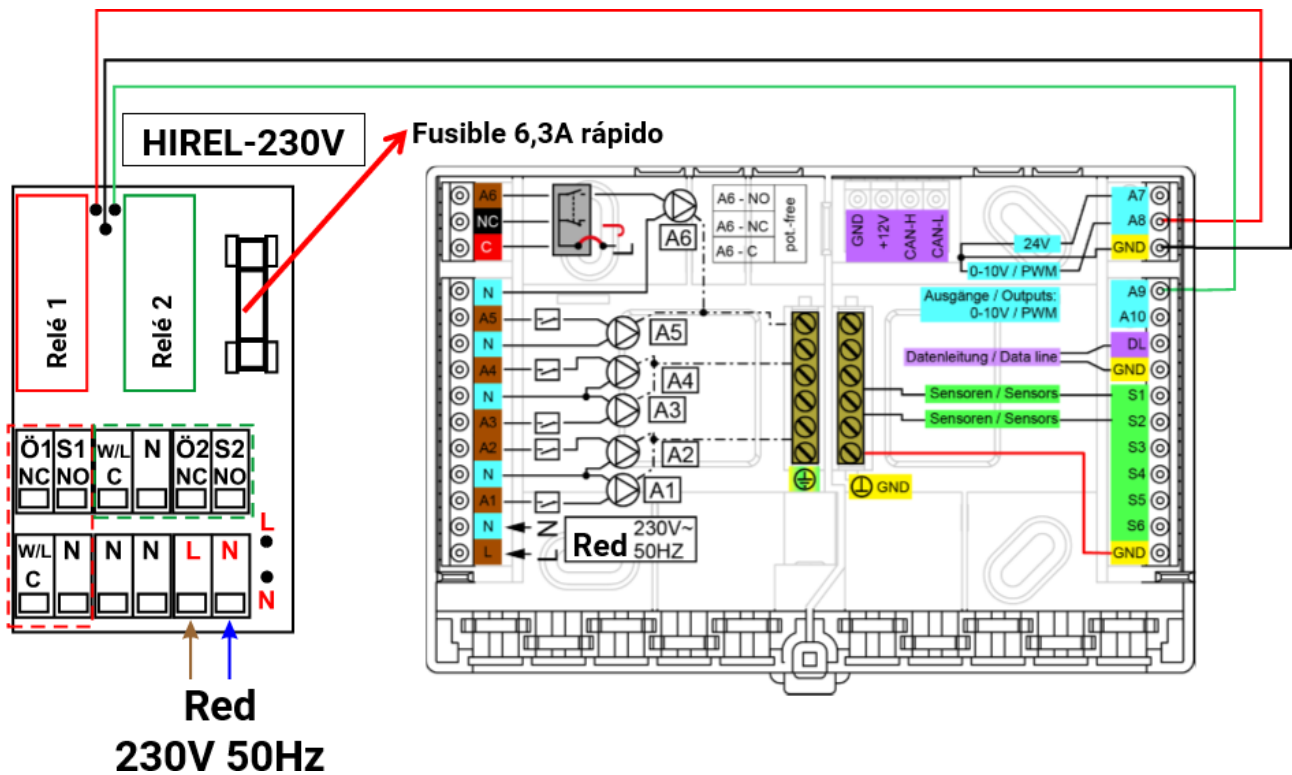 HIREL-230V
Fusible 6,3A rápido
Relé 1
Relé 2
Ö1
NC
S1
NO
W/L
C
N
Ö2
NC
S2
NO
W/L
C
N
N
N
L
N
L
N
Red
230V 50Hz
A6
NC
C
N
A5
N
A4
N
A3
A2
N
A1
N
L
A6
A5
A4
A3
A2
A1
N
L
Red
230V~
50HZ
A6 - NO
A6 - NC
A6 - C
pot.-free
GND
+12V
CAN-H
CAN-L
24V
0-10V / PWM
Ausgänge / Outputs:
0-10V / PWM
Datenleitung / Data line
Sensoren / Sensors
Sensoren / Sensors
GND
A7
A8
GND
A9
A10
DL
GND
S1
S2
S3
S4
S5
S6
GND